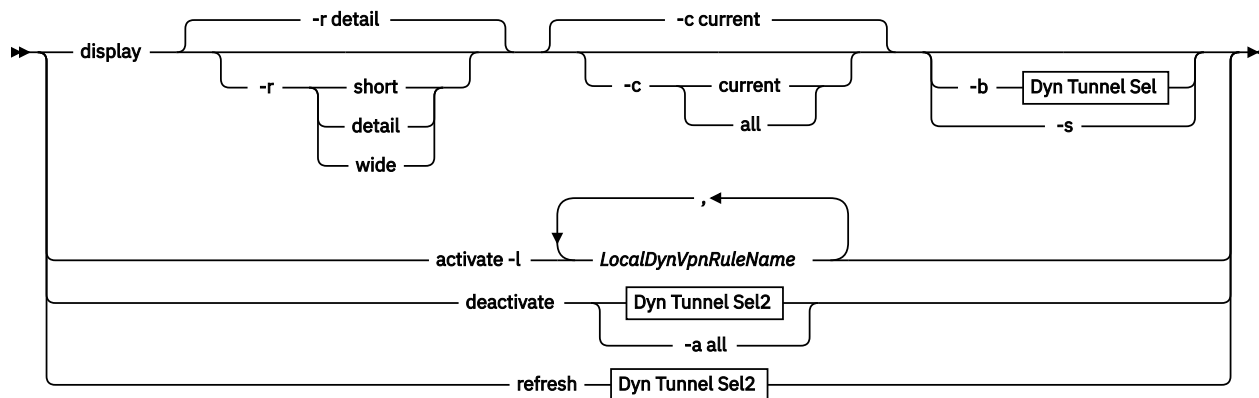 -r detail
-c current
display
-r
short
-c
current
-b
Dyn Tunnel Sel
detail
all
-s
wide
,
activate -l
LocalDynVpnRuleName
deactivate
Dyn Tunnel Sel2
-a all
refresh
Dyn Tunnel Sel2